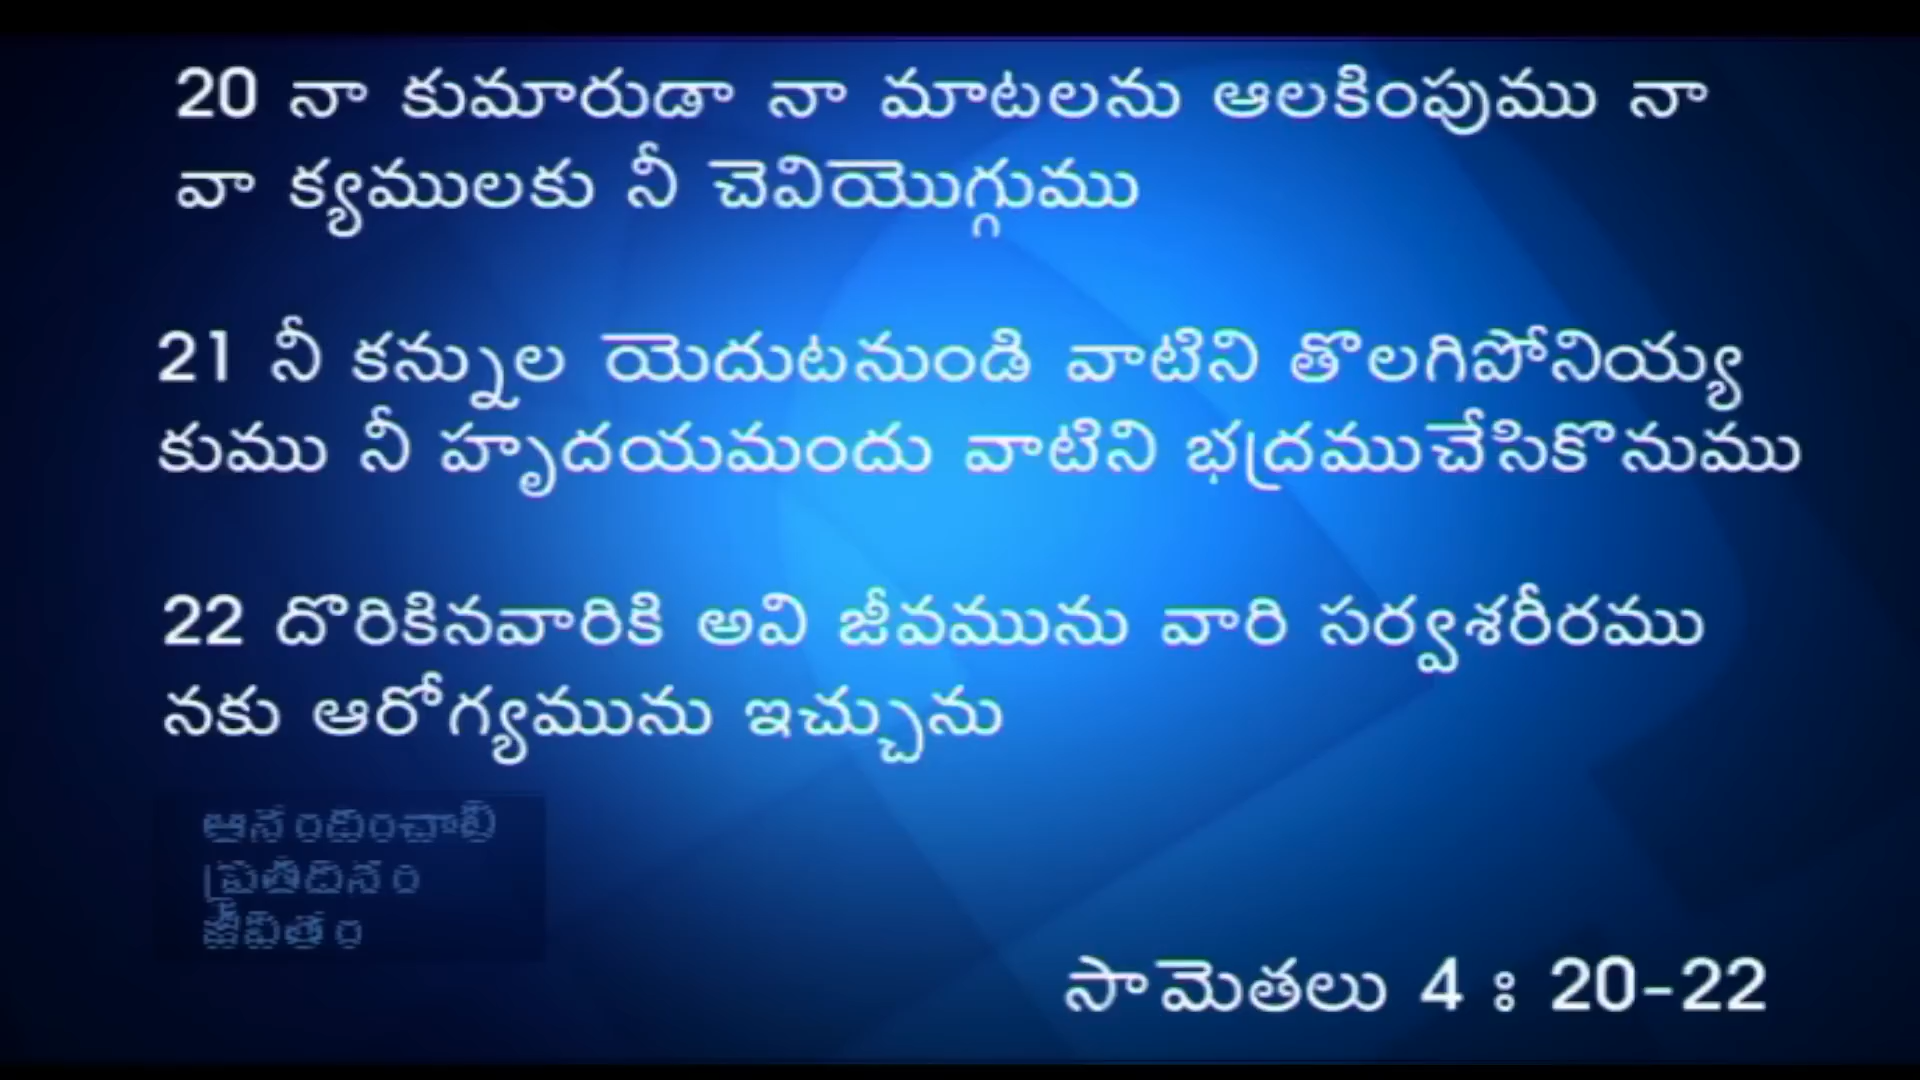 20 నా కుమారుడా నా మాటలను ఆలకింపుము నా
వా క్యములకు నీ చెవియొగ్గుము
21 నీ కన్నుల యెదుటనుండి వాటిని తొలగిపోనియ్య
కుము నీ హృదయమందు వాటిని భద్రముచేసికొనుము
22 దొరికినవారికి అవి జీవమును వారి సర్వశరీరము
నకు ఆరోగ్యమును ఇచ్చును
ఆనందించాలి
ప్రతిదినం
జీవితం
సామెతలు 4 : 20-22